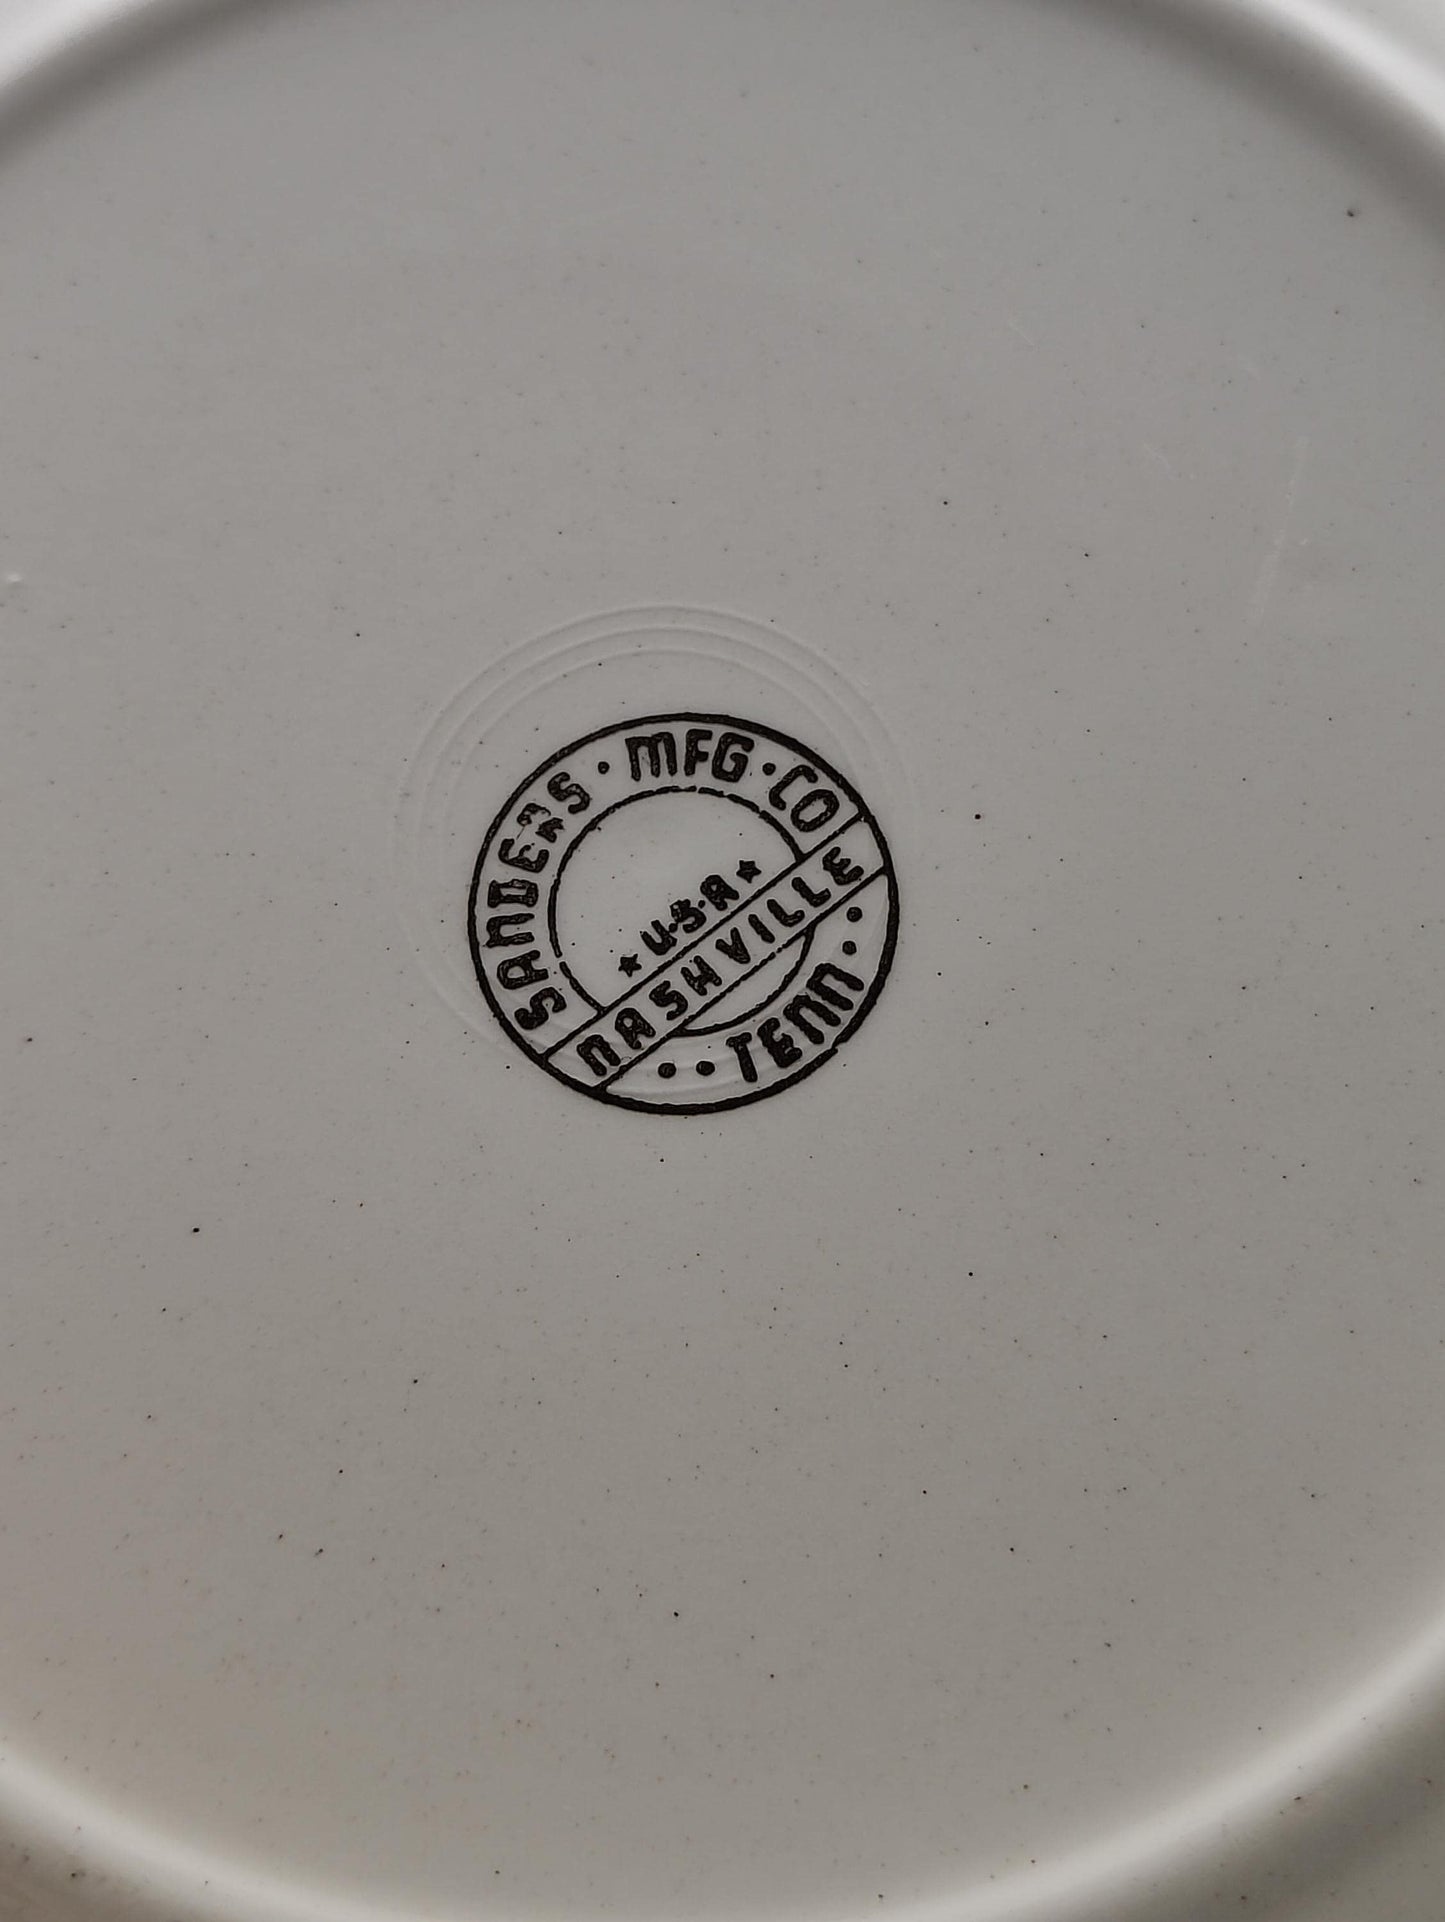 SANDERS · MFG · CO
★ U·S·A ★
NASHVILLE
· · TENN · ·